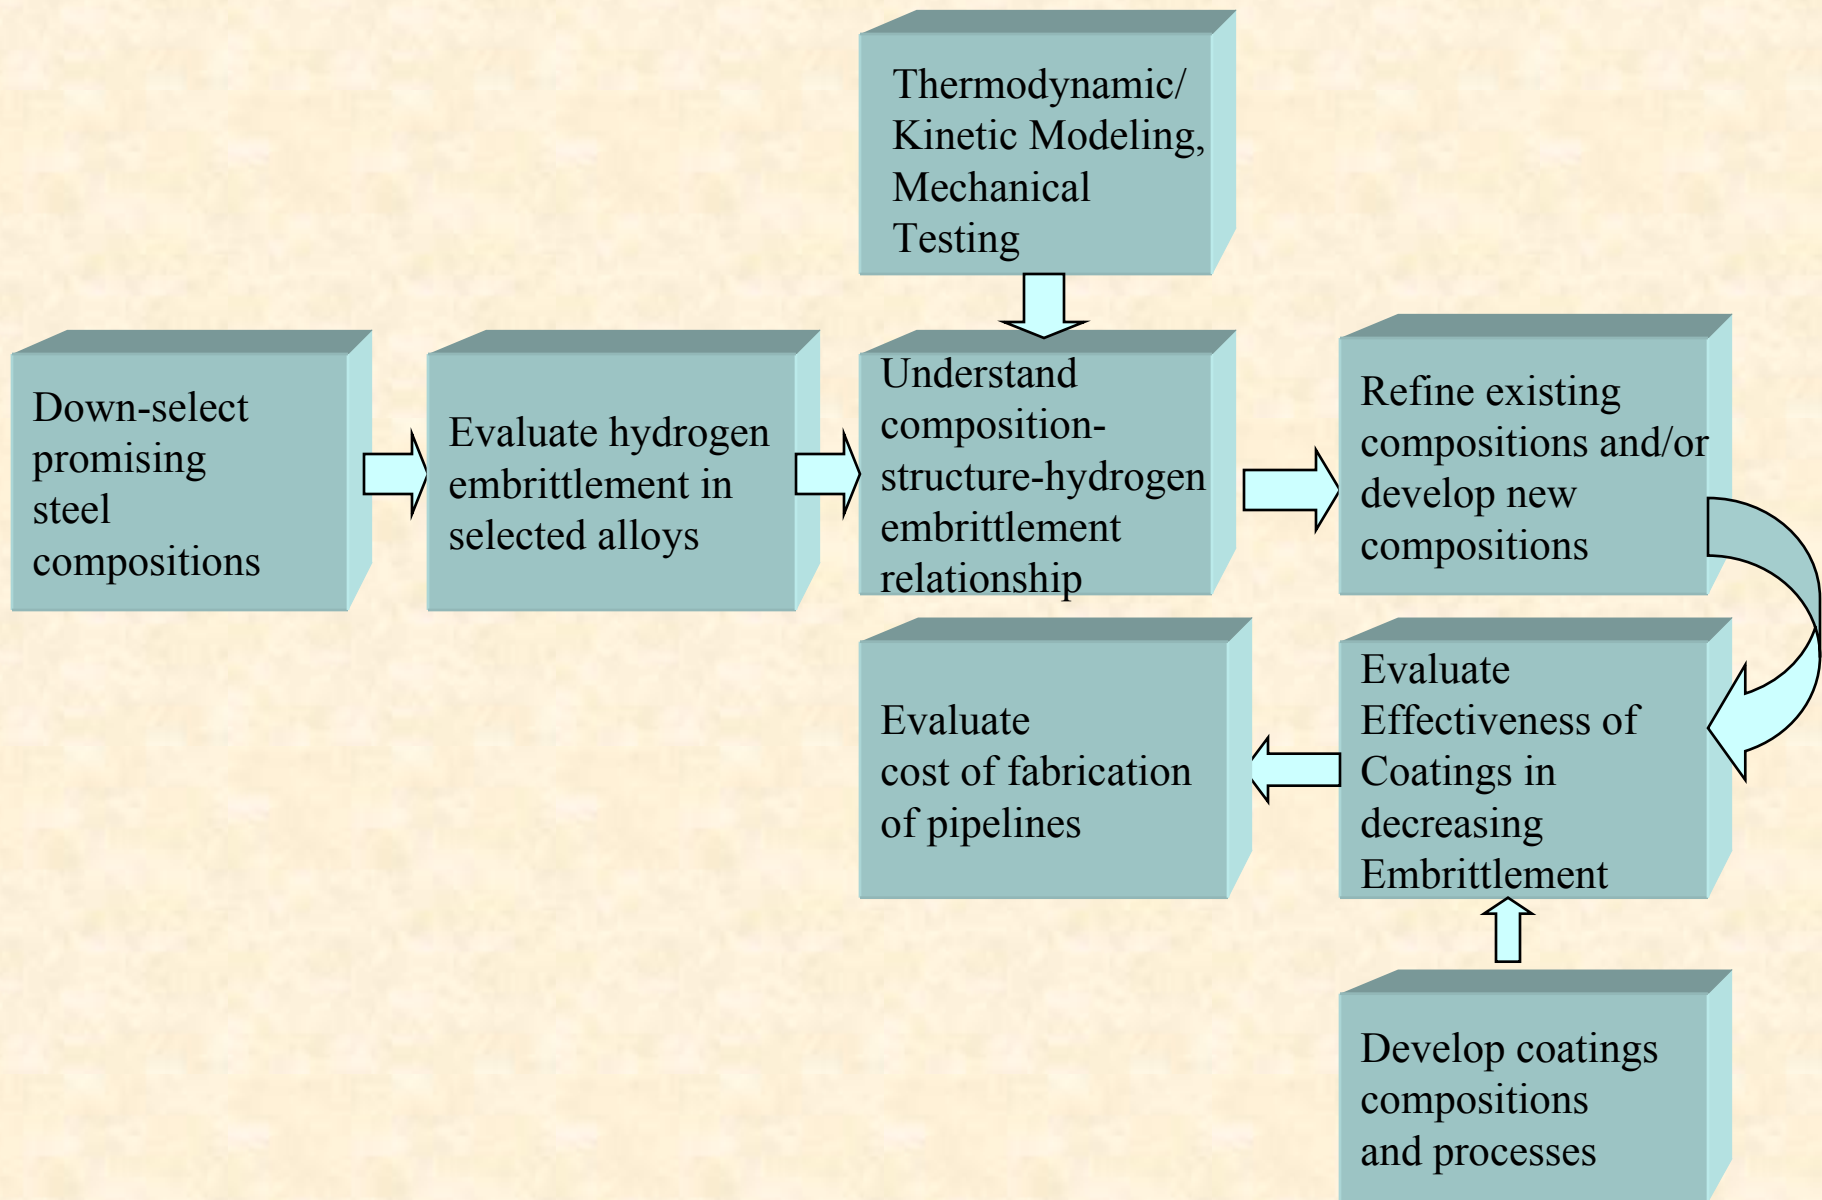 Thermodynamic/
Kinetic Modeling,
Mechanical
Testing
Down-select
promising
steel
compositions
Evaluate hydrogen
embrittlement in
selected alloys
Understand
composition-
structure-hydrogen
embrittlement
relationship
Refine existing
compositions and/or
develop new
compositions
Evaluate
cost of fabrication
of pipelines
Evaluate
Effectiveness of
Coatings in
decreasing
Embrittlement
Develop coatings
compositions
and processes